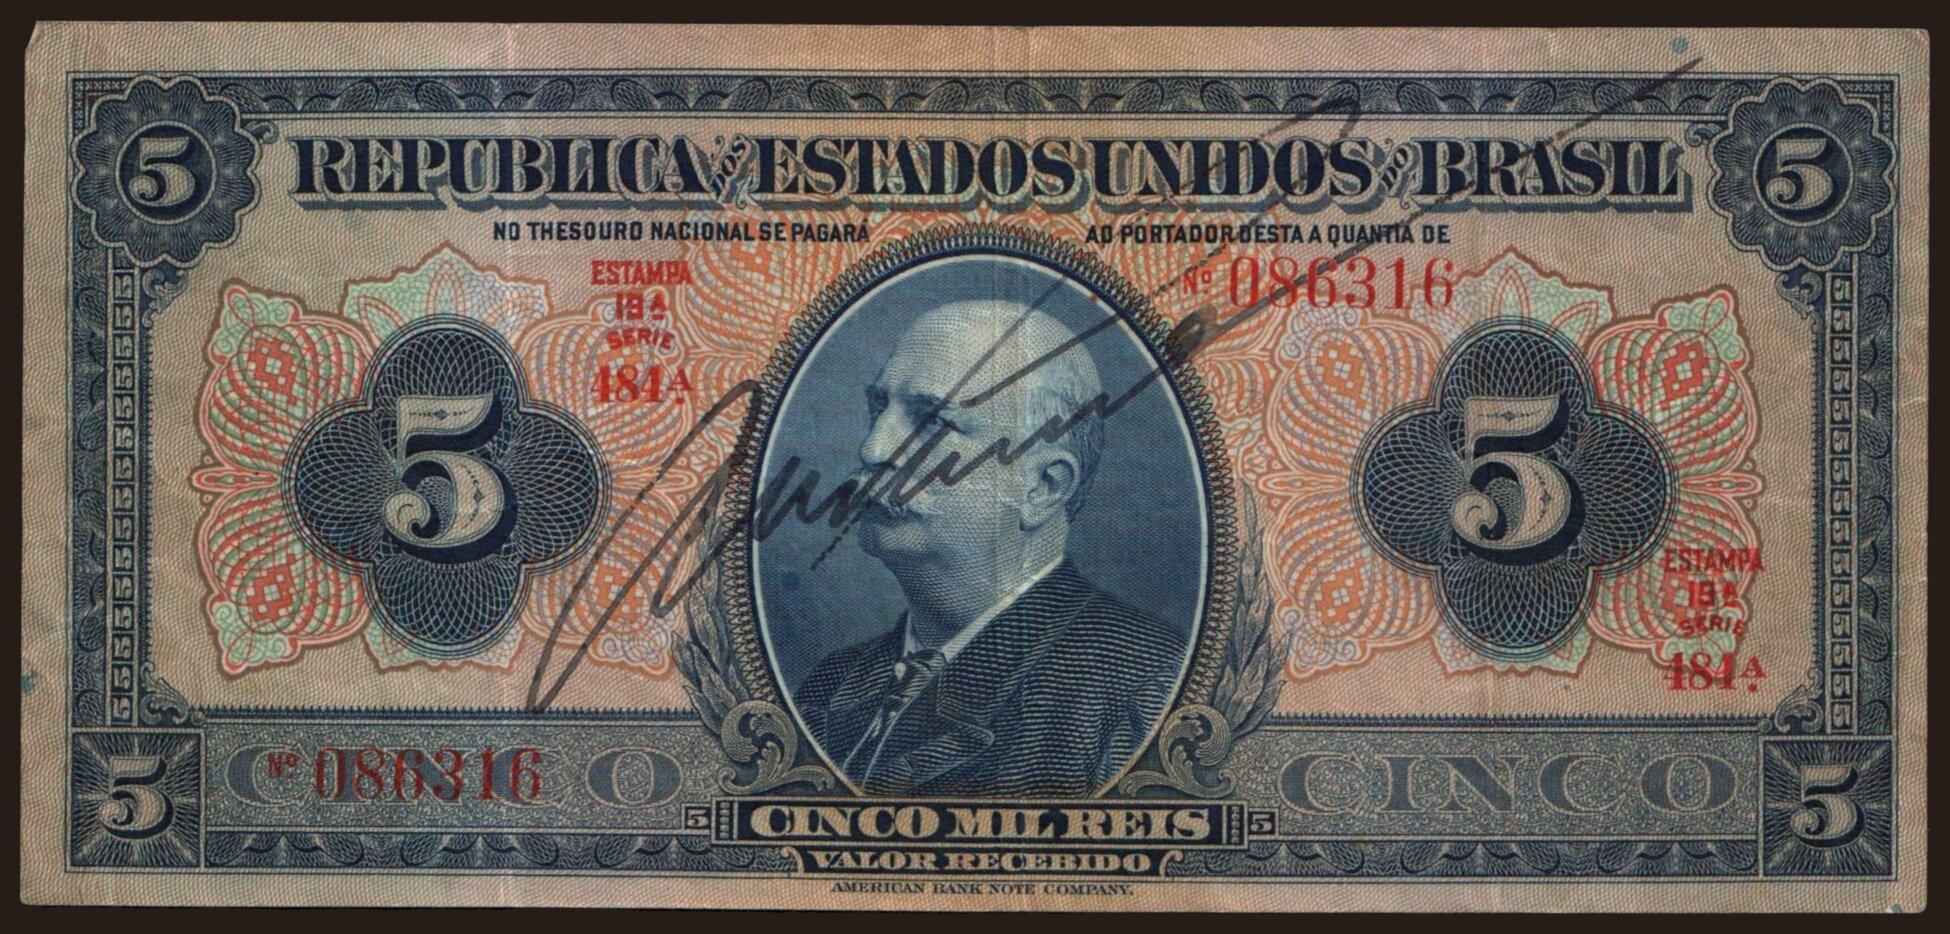 5 REPUBLICA DOS ESTADOS UNIDOS DO BRASIL 5
NO THESOURO NACIONAL SE PAGARÁ AO PORTADOR DESTA A QUANTIA DE
ESTAMPA
19A
SERIE
484A.
Nº 086316
5
5
ESTAMPA
19A
SERIE
484A.
5 CINCO
Nº 086316
CINCO 5
5 CINCO MIL REIS 5
VALOR RECEBIDO
AMERICAN BANK NOTE COMPANY.